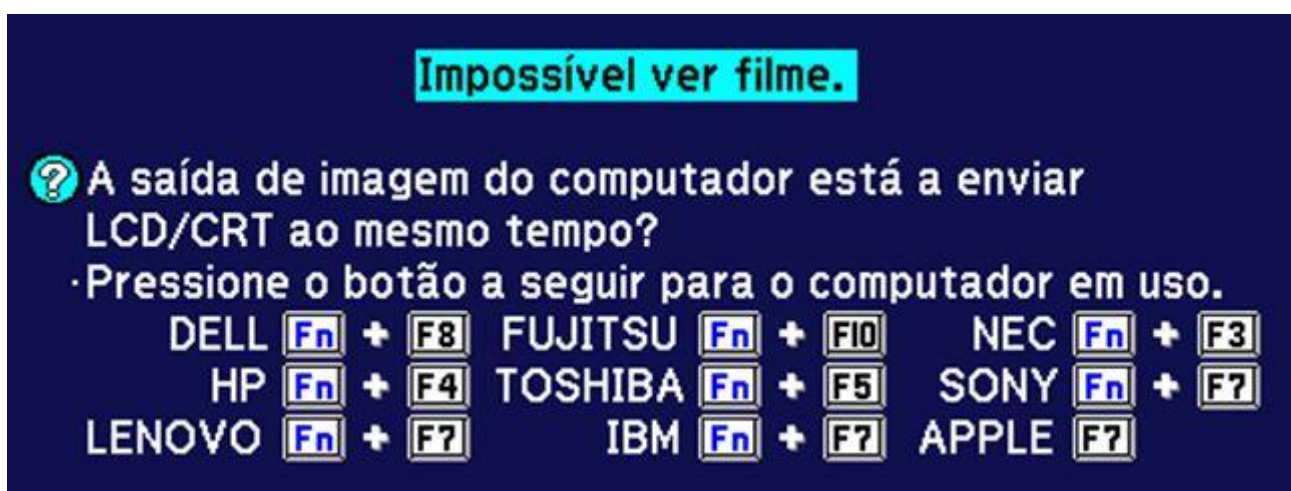 Impossível ver filme.
? A saída de imagem do computador está a enviar
LCD/CRT ao mesmo tempo?
·Pressione o botão a seguir para o computador em uso.
DELL Fn + F8 FUJITSU Fn + F10 NEC Fn + F3
HP Fn + F4 TOSHIBA Fn + F5 SONY Fn + F7
LENOVO Fn + F7 IBM Fn + F7 APPLE F7